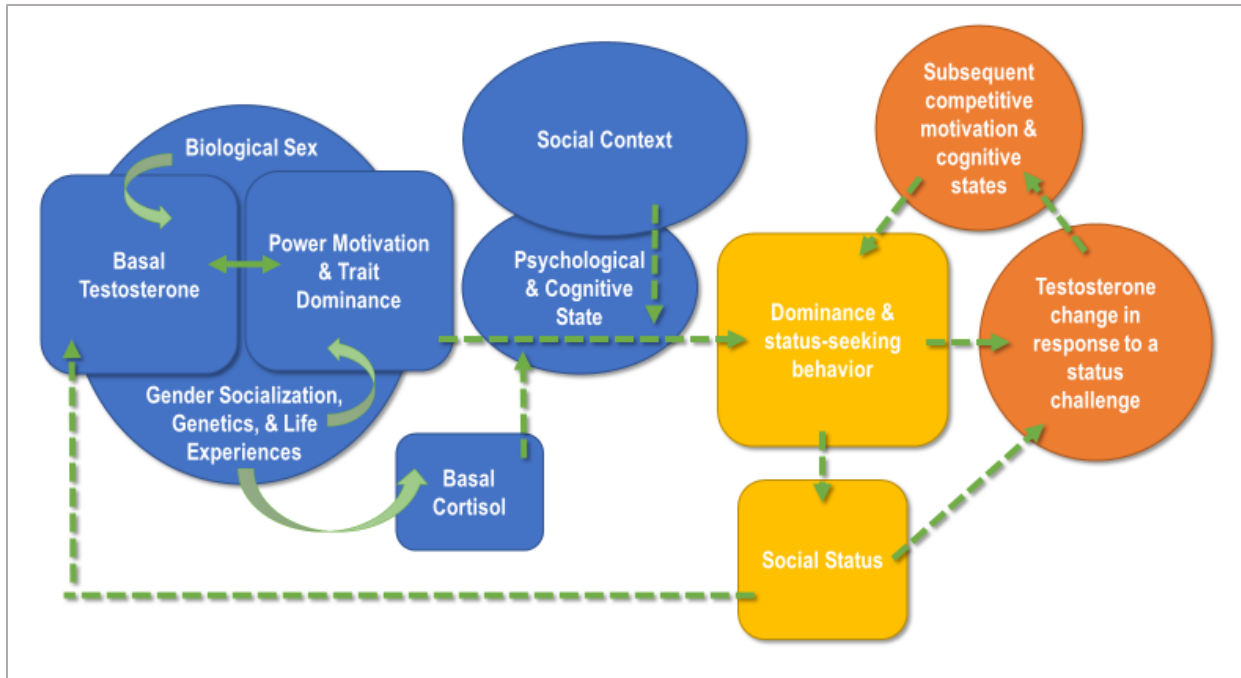 Biological Sex
Basal
Testosterone
Power Motivation
& Trait
Dominance
Gender Socialization,
Genetics, & Life
Experiences
Basal
Cortisol
Social Context
Psychological
& Cognitive
State
Dominance &
status-seeking
behavior
Social Status
Subsequent
competitive
motivation &
cognitive
states
Testosterone
change in
response to a
status
challenge